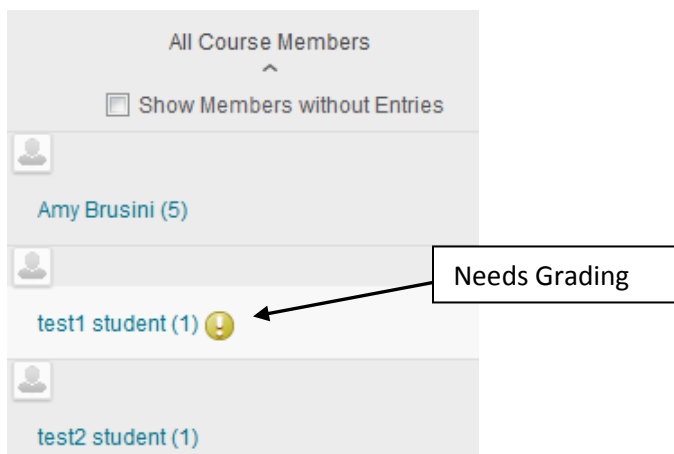 All Course Members
Show Members without Entries
Amy Brusini (5)
Needs Grading
test1 student (1)
test2 student (1)